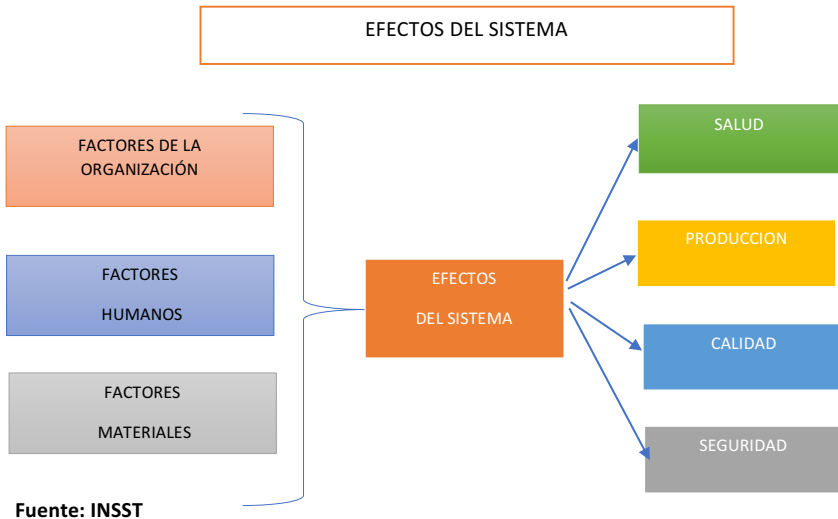 EFECTOS DEL SISTEMA
FACTORES DE LA
ORGANIZACIÓN
FACTORES
HUMANOS
FACTORES
MATERIALES
EFECTOS
DEL SISTEMA
SALUD
PRODUCCION
CALIDAD
SEGURIDAD
Fuente: INSST